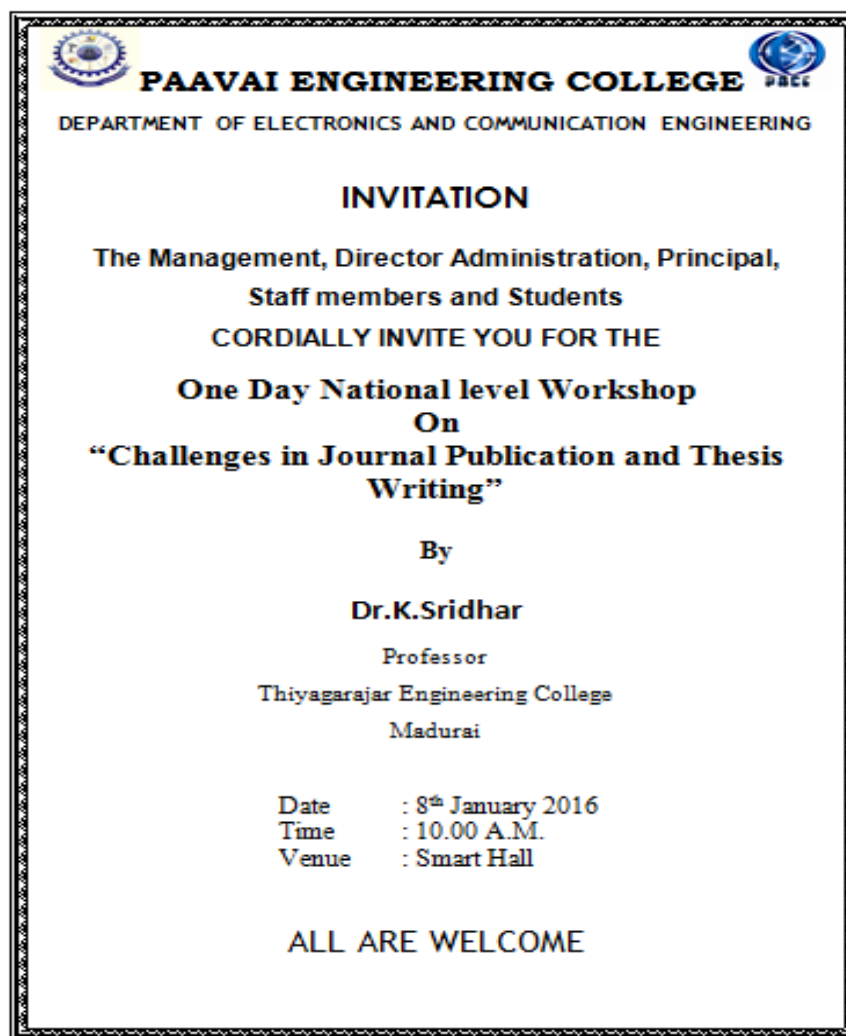 PAAVAI ENGINEERING COLLEGE
PACE
DEPARTMENT OF ELECTRONICS AND COMMUNICATION ENGINEERING
INVITATION
The Management, Director Administration, Principal,
Staff members and Students
CORDIALLY INVITE YOU FOR THE
One Day National level Workshop
On
“Challenges in Journal Publication and Thesis
Writing”
By
Dr.K.Sridhar
Professor
Thiyagarajar Engineering College
Madurai
Date : 8th January 2016
Time : 10.00 A.M.
Venue : Smart Hall
ALL ARE WELCOME